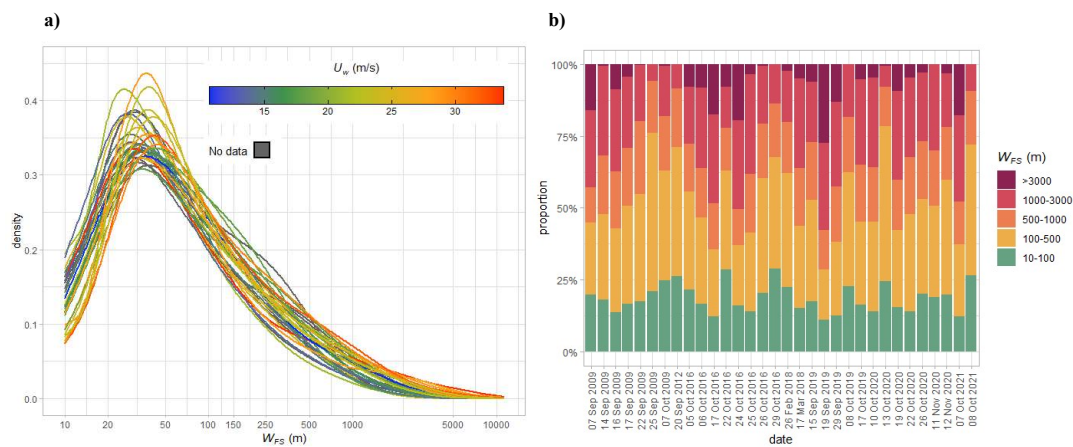 a)
U_w (m/s)
15
20
25
30
No data
density
0.4
0.3
0.2
0.1
0.0
10
20
50
100
150
250
500
1000
5000
10000
W_FS (m)
b)
proportion
100%
75%
50%
25%
0%
07 Sep 2009
14 Sep 2009
16 Sep 2009
17 Sep 2009
22 Sep 2009
25 Sep 2009
07 Oct 2009
20 Sep 2012
05 Oct 2016
06 Oct 2016
17 Oct 2016
22 Oct 2016
24 Oct 2016
25 Oct 2016
26 Oct 2016
29 Oct 2016
26 Feb 2018
17 Mar 2018
15 Sep 2019
19 Sep 2019
29 Sep 2019
08 Oct 2019
17 Oct 2019
10 Oct 2020
13 Oct 2020
19 Oct 2020
22 Oct 2020
26 Oct 2020
11 Nov 2020
12 Nov 2020
07 Oct 2021
08 Oct 2021
date
W_FS (m)
>3000
1000-3000
500-1000
100-500
10-100